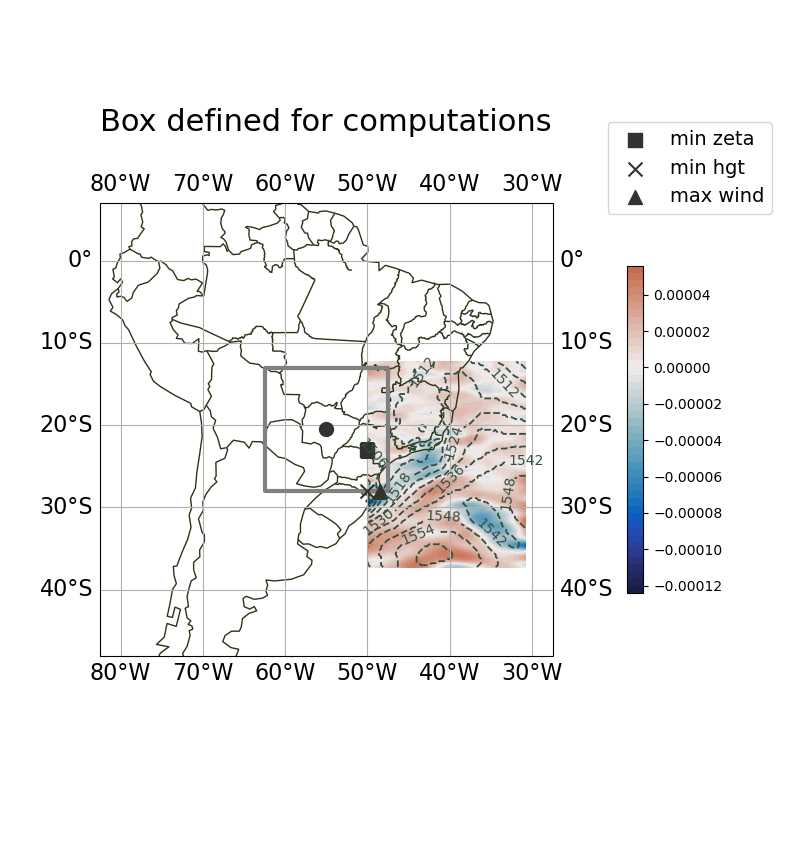 Box defined for computations
min zeta
min hgt
max wind
80°W 70°W 60°W 50°W 40°W 30°W
0° 0°
10°S 10°S
20°S 20°S
30°S 30°S
40°S 40°S
80°W 70°W 60°W 50°W 40°W 30°W
1512
1512
1524
1542
1536
1518
1548
1548
1530
1554
1542
0.00004
0.00002
0.00000
−0.00002
−0.00004
−0.00006
−0.00008
−0.00010
−0.00012